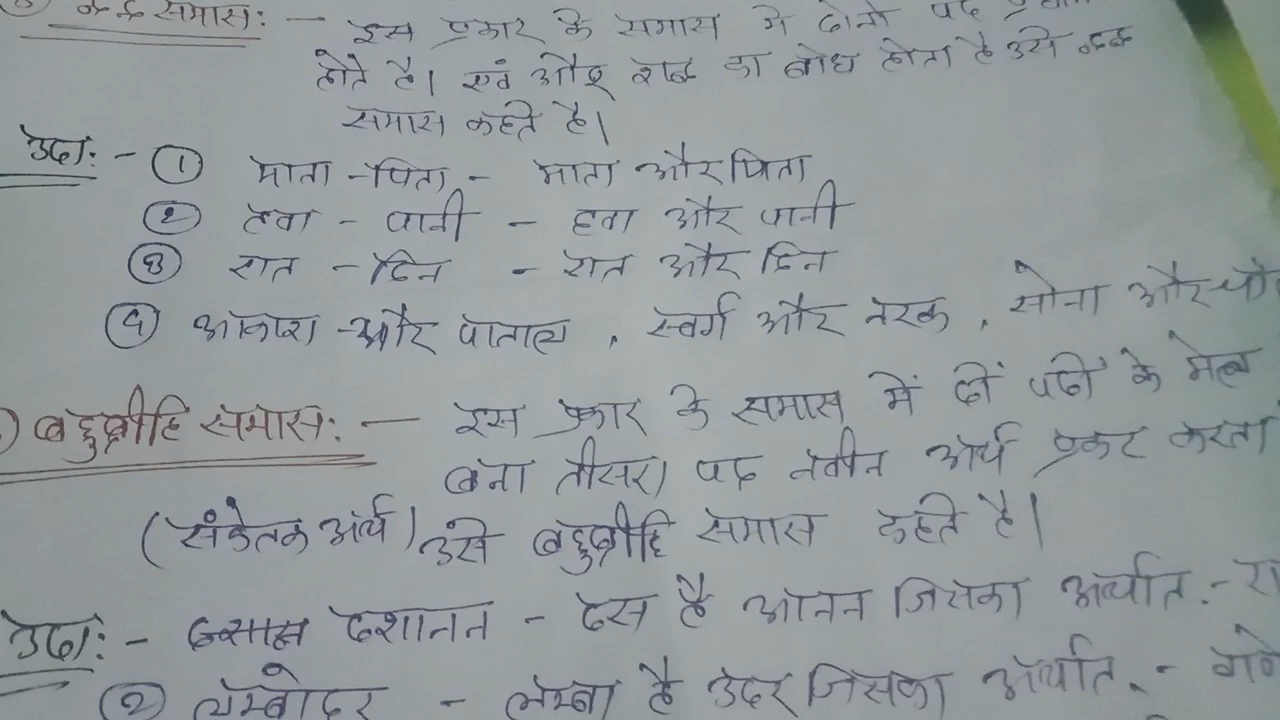 द्वन्द्व समास: - इस प्रकार के समास में दोनों पद
होते है। एवं और शब्द का बोध होता है उसे द्वन्द्व
समास कहते है।
उदा: - ① माता - पिता - माता और पिता
② हवा - पानी - हवा और पानी
③ रात - दिन - रात और दिन
④ आकाश - और पाताल , स्वर्ग और नरक , सोना और
बहुब्रीहि समास: - इस प्रकार के समास में दों पदों के मेल
बना तीसरा पद नवीन अर्थ प्रकट करता
(संकेतक अर्थ) उसे बहुब्रीहि समास कहते है।
उदा: - दशानन - दस है आनन जिसका अर्थात -
② लम्बोदर - लम्बा है उदर जिसका अर्थात -